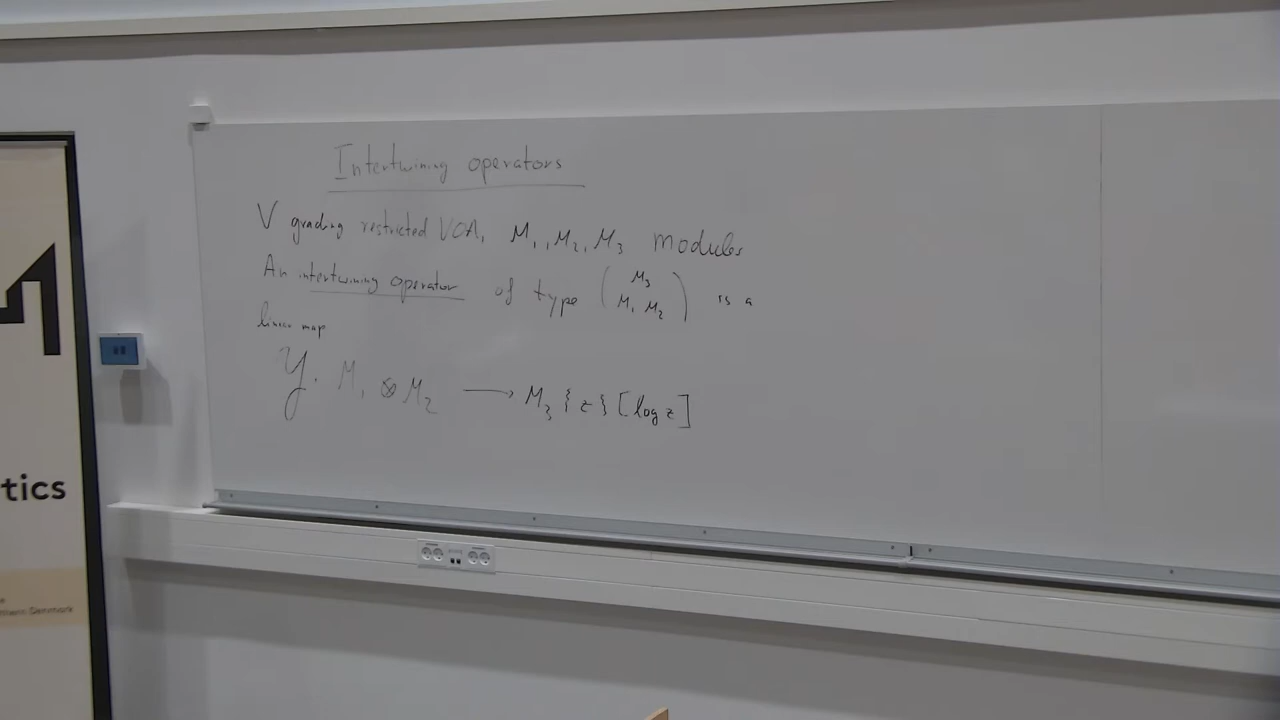 Intertwining operators
V grading restricted VOA, M₁, M₂, M₃ modules
An intertwining operator of type (M₃ / M₁ M₂) is a
linear map
𝒴: M₁ ⊗ M₂ ⟶ M₃ {z} [log z]
tics